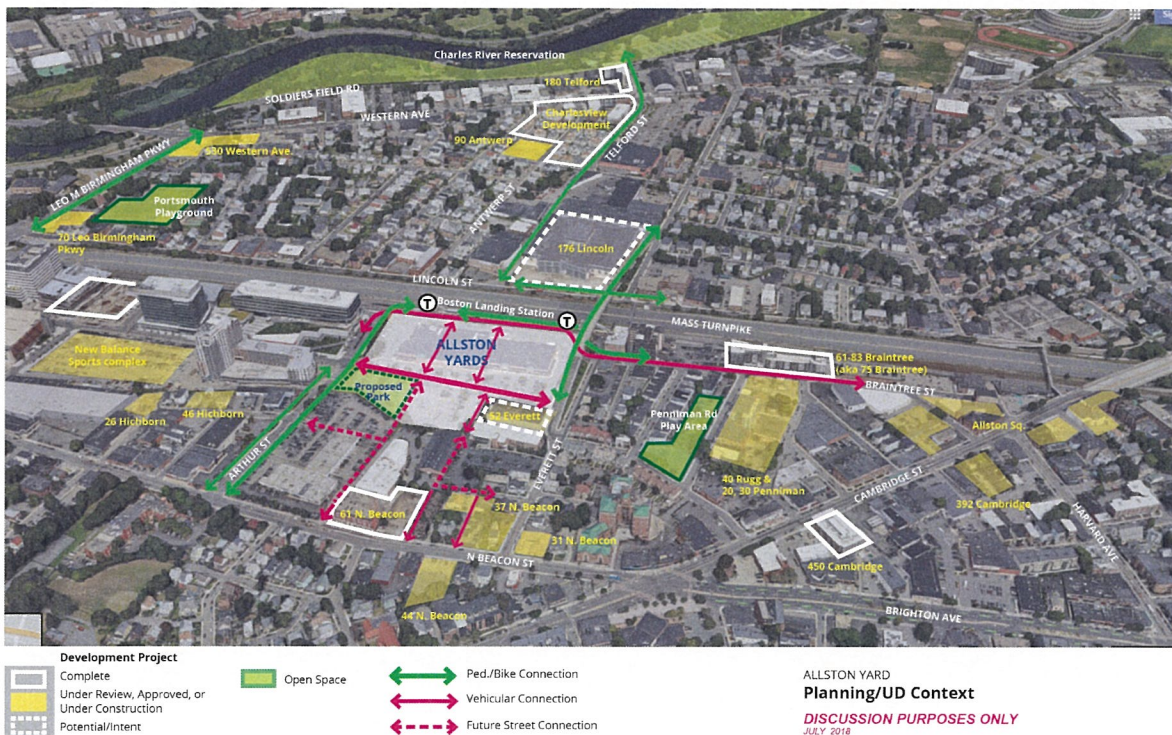 Charles River Reservation
180 Telford
SOLDIERS FIELD RD
WESTERN AVE
Charlesview
Development
90 Antwerp
TELFORD ST
530 Western Ave.
LEO M BIRMINGHAM PKWY
Portsmouth
Playground
ANTWERP ST
70 Leo Birmingham
Pkwy
176 Lincoln
LINCOLN ST
T
Boston Landing Station
T
MASS TURNPIKE
ALLSTON
YARDS
New Balance
Sports complex
61-83 Braintree
(aka 75 Braintree)
BRAINTREE ST
Proposed
Park
52 Everett
26 Hichborn
46 Hichborn
Penniman Rd
Play Area
Allston Sq.
ARTHUR ST
EVERETT ST
CAMBRIDGE ST
40 Rugg &
20, 30 Penniman
392 Cambridge
HARVARD AVE
61 N. Beacon
37 N. Beacon
31 N. Beacon
N BEACON ST
450 Cambridge
44 N. Beacon
BRIGHTON AVE
Development Project
Complete
Under Review, Approved, or
Under Construction
Potential/Intent
Open Space
Ped./Bike Connection
Vehicular Connection
Future Street Connection
ALLSTON YARD
Planning/UD Context
DISCUSSION PURPOSES ONLY
JULY 2018